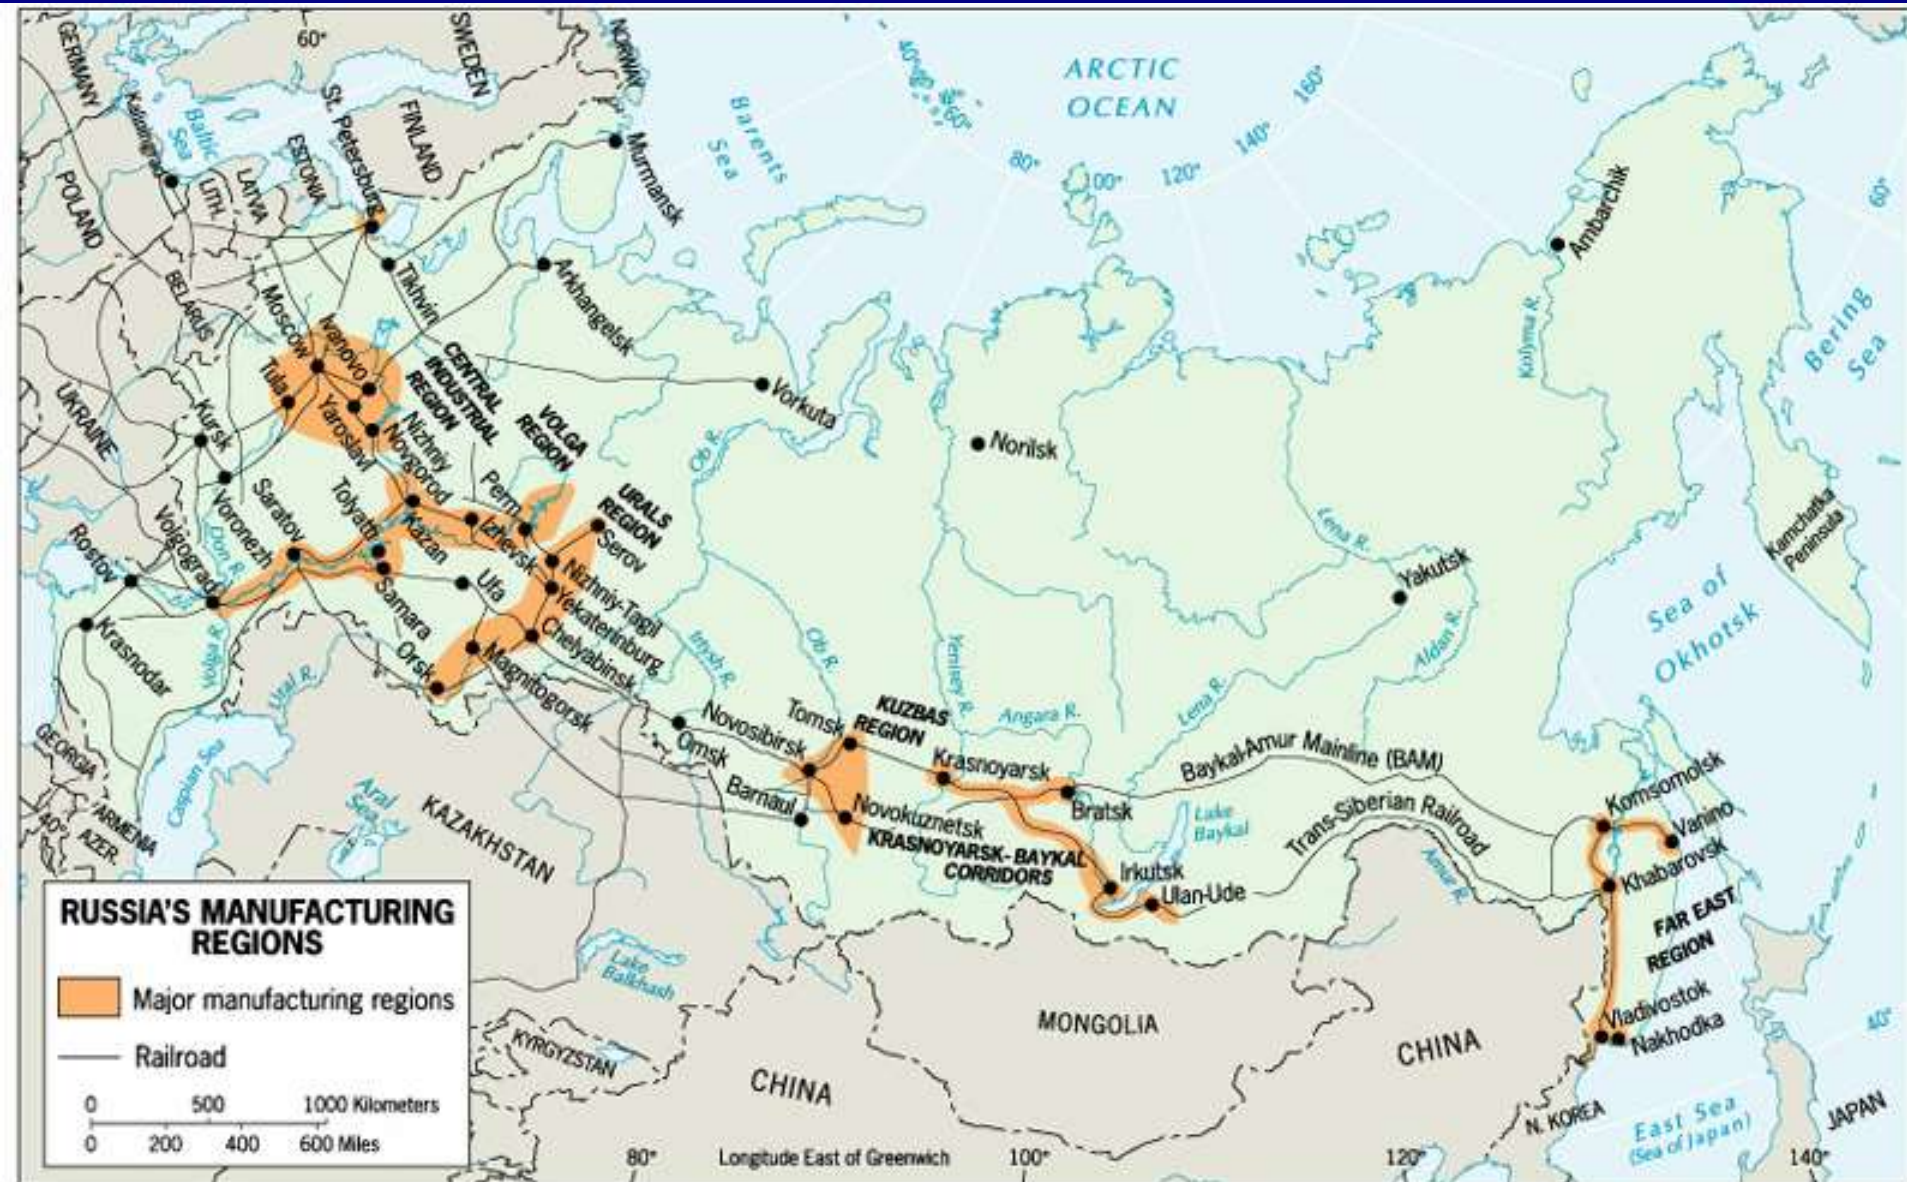 GERMANY
60°
SWEDEN
NORWAY
ARCTIC
OCEAN
40°
60°
80°
100°
120°
140°
160°
60°
Barents
Sea
Kaliningrad
Baltic
Sea
St. Petersburg
FINLAND
ESTONIA
LATVIA
LITH.
POLAND
BELARUS
UKRAINE
Murmansk
Tikhvin
Arkhangelsk
Ambarchik
Kolyma R.
Bering
Sea
Moscow
Ivanovo
Tula
Yaroslavl
Nizhniy
Novgorod
CENTRAL
INDUSTRIAL
REGION
Kursk
Voronezh
Vorkuta
Norilsk
Ob R.
VOLGA
REGION
URALS
REGION
Perm
Serov
Saratov
Tolyatti
Kazan
Izhevsk
Volgograd
Don R.
Rostov
Krasnodar
Samara
Ufa
Nizhniy-Tagil
Yekaterinburg
Chelyabinsk
Magnitogorsk
Orsk
Volga R.
Ural R.
Lena R.
Yakutsk
Aldan R.
Lena R.
Kamchatka
Peninsula
Sea of
Okhotsk
Irtysh R.
Ob R.
Yenisey R.
Angara R.
GEORGIA
ARMENIA
AZER.
40°
Caspian Sea
Aral
Sea
KAZAKHSTAN
Omsk
Novosibirsk
Tomsk
KUZBAS
REGION
Barnaul
Novokuznetsk
Krasnoyarsk
Bratsk
KRASNOYARSK-BAYKAL
CORRIDORS
Irkutsk
Ulan-Ude
Lake
Baykal
Baykal-Amur Mainline (BAM)
Trans-Siberian Railroad
Amur R.
Komsomolsk
Vanino
Khabarovsk
FAR EAST
REGION
Vladivostok
Nakhodka
Lake
Balkhash
KYRGYZSTAN
CHINA
MONGOLIA
CHINA
N. KOREA
East Sea
(Sea of Japan)
JAPAN
40°
RUSSIA'S MANUFACTURING
REGIONS
Major manufacturing regions
Railroad
0 500 1000 Kilometers
0 200 400 600 Miles
80°
Longitude East of Greenwich
100°
120°
140°